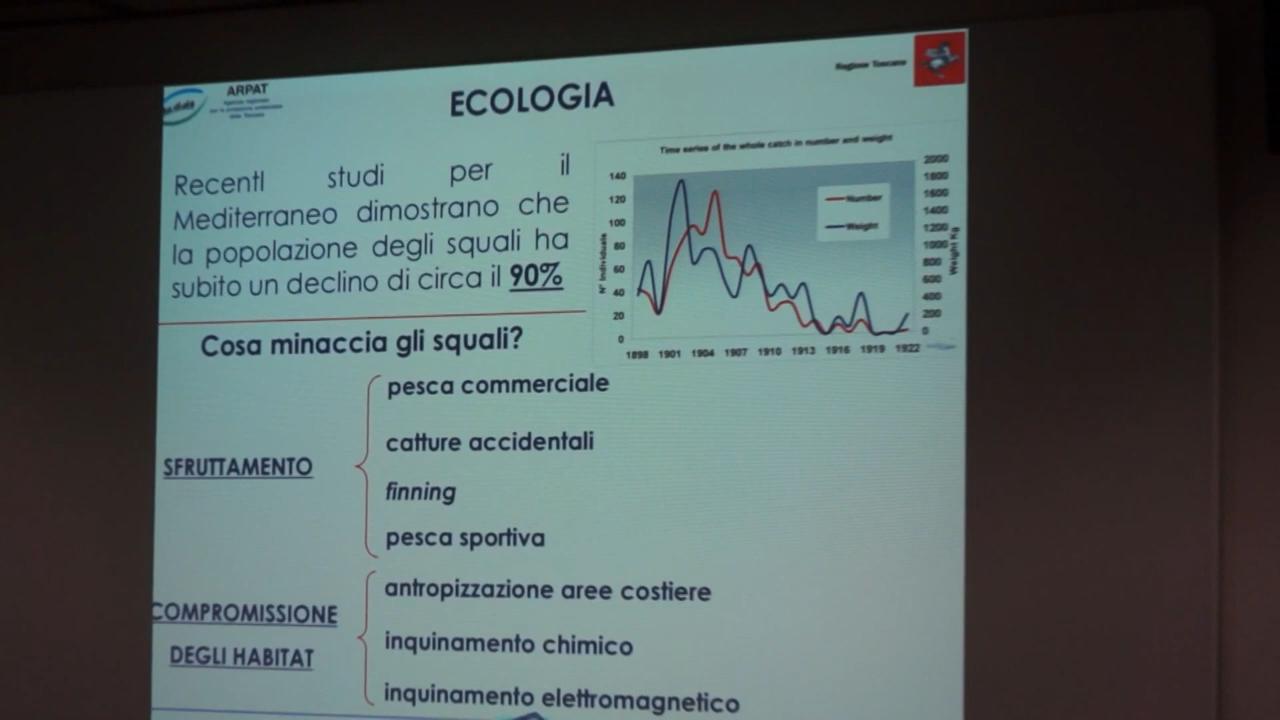 ARPAT
Regione Toscana
ECOLOGIA
Recenti studi per il
Mediterraneo dimostrano che
la popolazione degli squali ha
subito un declino di circa il 90%
Time series of the whole catch in number and weight
140
120
100
80
60
40
20
0
N° Individuals
Number
Weight
2000
1800
1600
1400
1200
1000
800
600
400
200
0
Weight Kg
1898 1901 1904 1907 1910 1913 1916 1919 1922
Cosa minaccia gli squali?
SFRUTTAMENTO
pesca commerciale
catture accidentali
finning
pesca sportiva
COMPROMISSIONE
DEGLI HABITAT
antropizzazione aree costiere
inquinamento chimico
inquinamento elettromagnetico